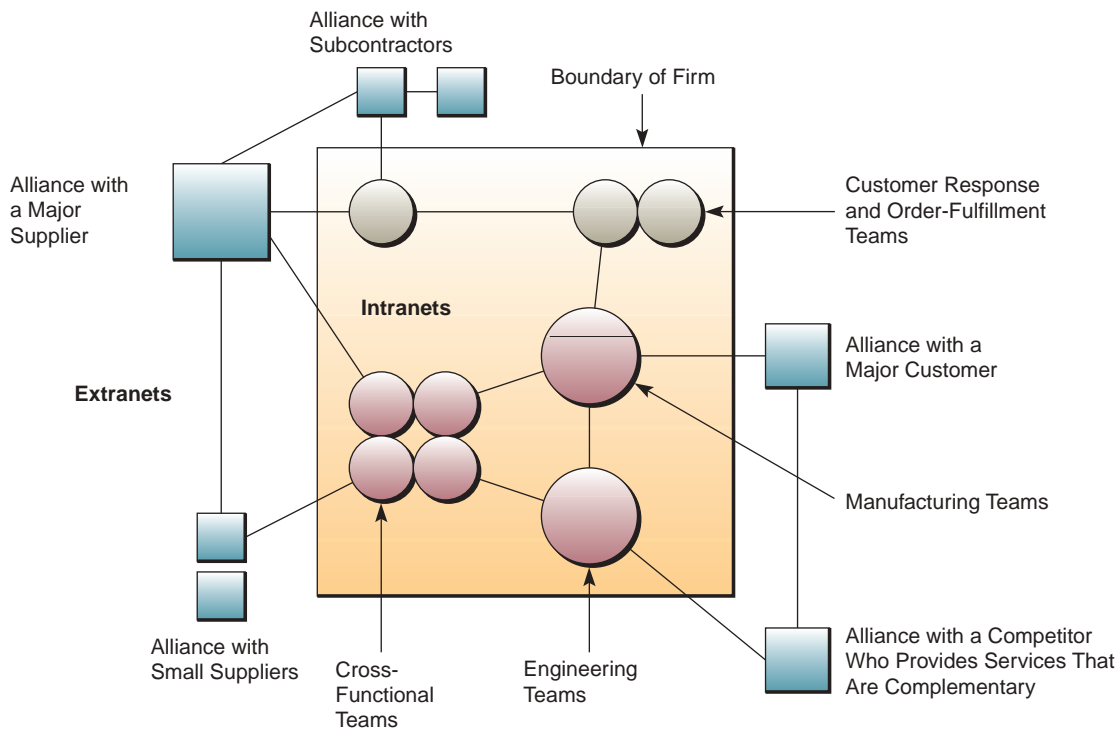 Alliance with
Subcontractors
Boundary of Firm
Alliance with
a Major
Supplier
Customer Response
and Order-Fulfillment
Teams
Intranets
Extranets
Alliance with a
Major Customer
Manufacturing Teams
Alliance with
Small Suppliers
Cross-
Functional
Teams
Engineering
Teams
Alliance with a Competitor
Who Provides Services That
Are Complementary